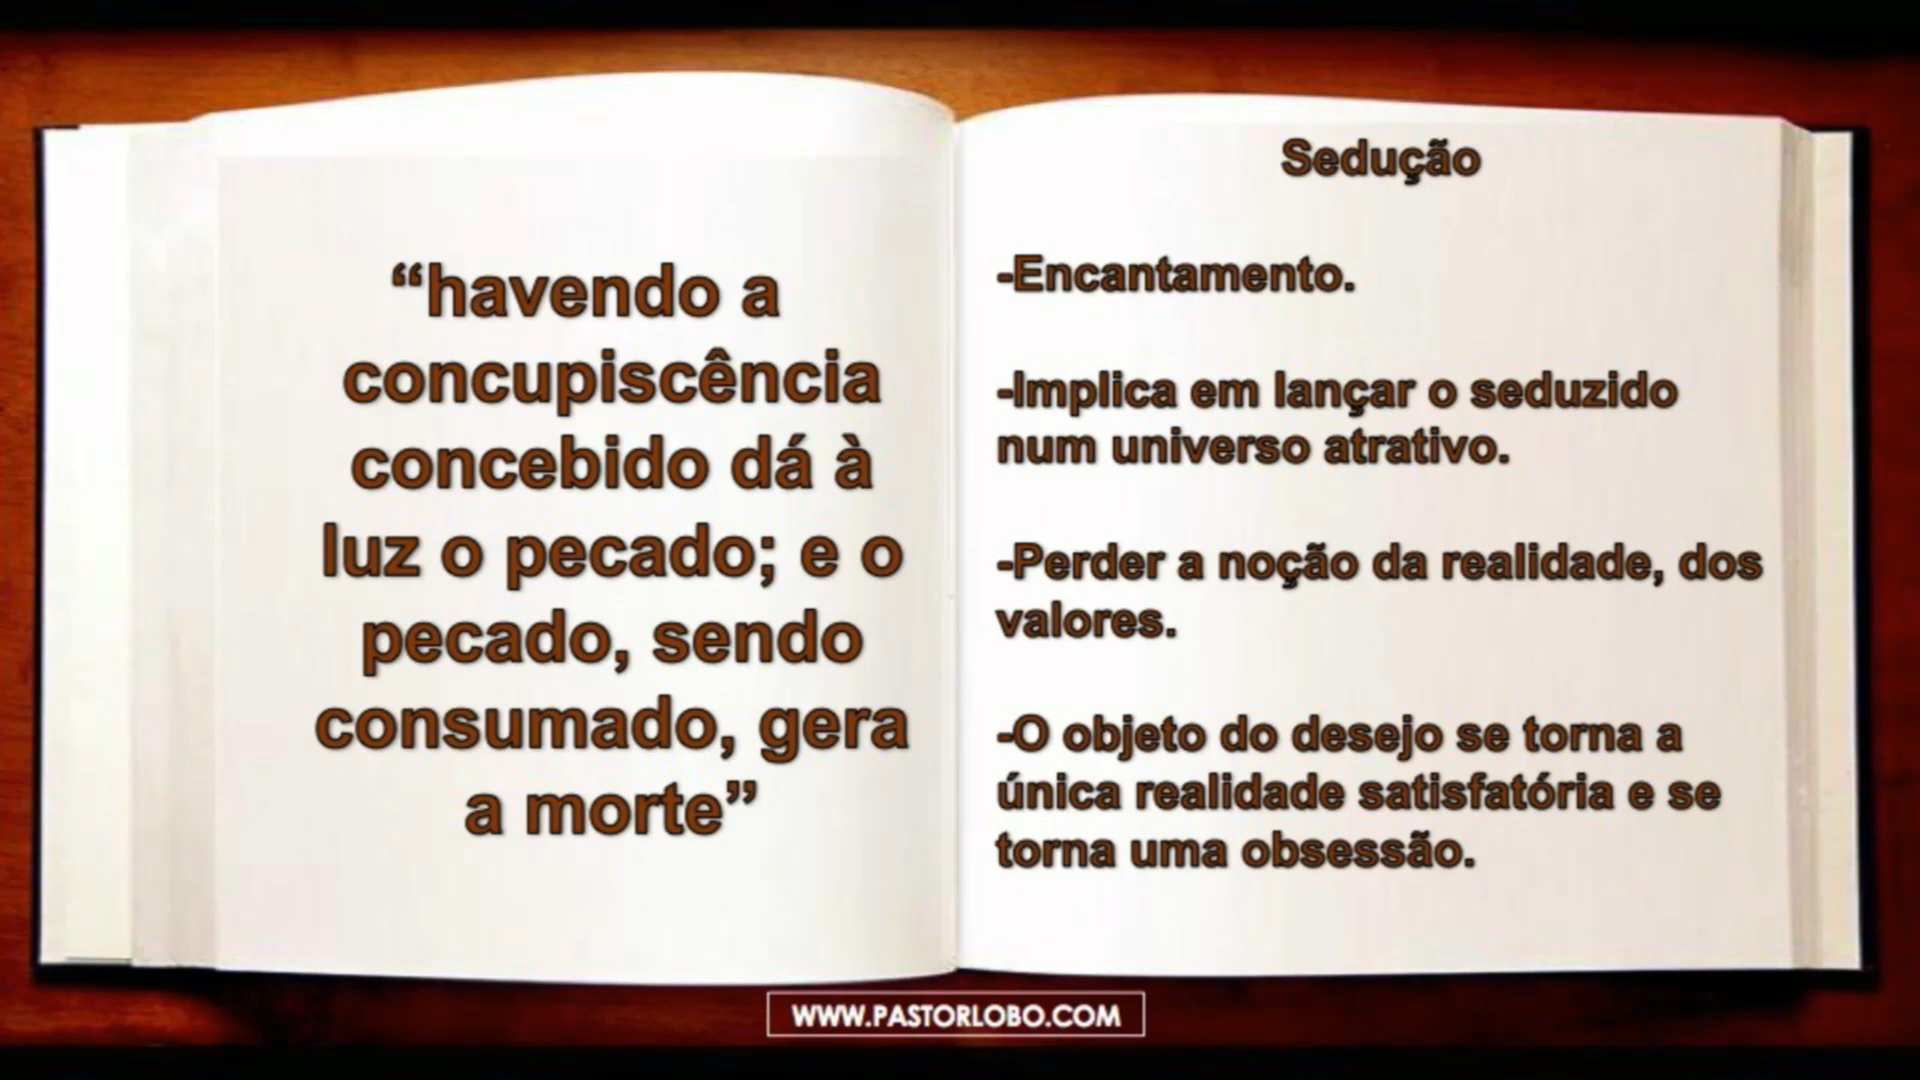 “havendo a
concupiscência
concebido dá à
luz o pecado; e o
pecado, sendo
consumado, gera
a morte”
Sedução
-Encantamento.
-Implica em lançar o seduzido
num universo atrativo.
-Perder a noção da realidade, dos
valores.
-O objeto do desejo se torna a
única realidade satisfatória e se
torna uma obsessão.
WWW.PASTORLOBO.COM